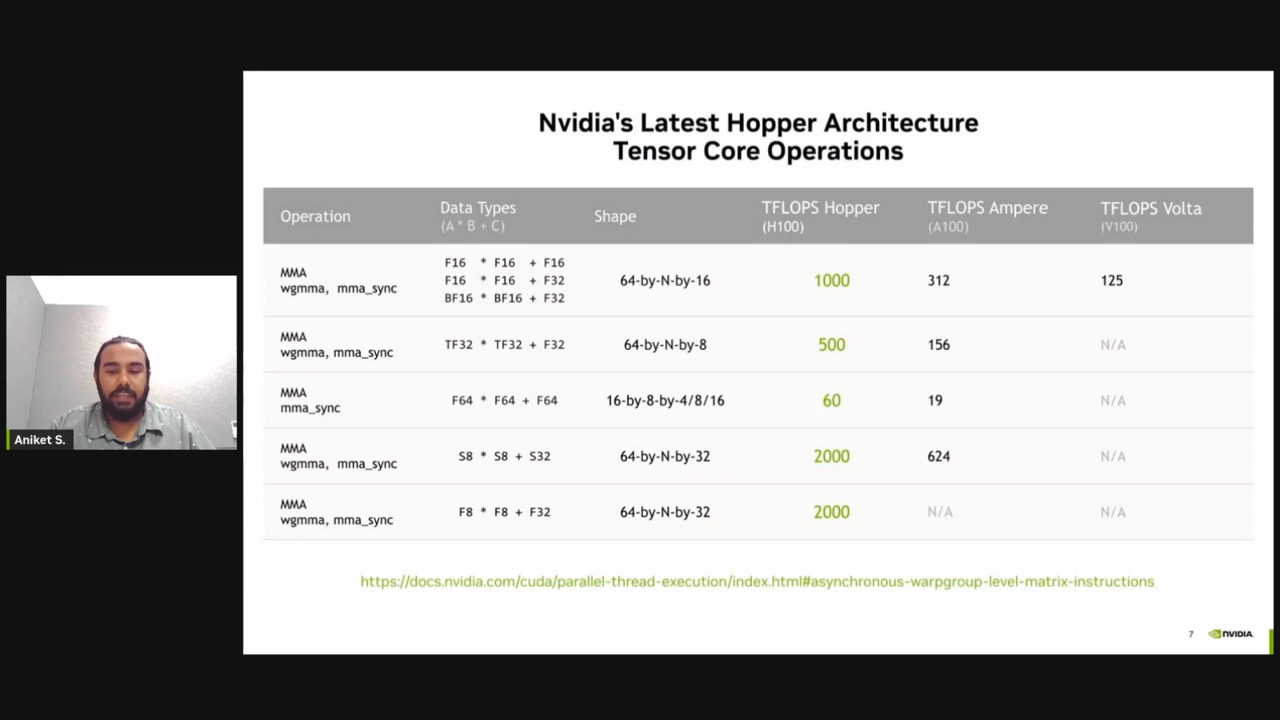 Nvidia's Latest Hopper Architecture
Tensor Core Operations
Operation
Data Types
(A * B + C)
Shape
TFLOPS Hopper
(H100)
TFLOPS Ampere
(A100)
TFLOPS Volta
(V100)
MMA
wgmma, mma_sync
F16 * F16 + F16
F16 * F16 + F32
BF16 * BF16 + F32
64-by-N-by-16
1000
312
125
MMA
wgmma, mma_sync
TF32 * TF32 + F32
64-by-N-by-8
500
156
N/A
MMA
mma_sync
F64 * F64 + F64
16-by-8-by-4/8/16
60
19
N/A
MMA
wgmma, mma_sync
S8 * S8 + S32
64-by-N-by-32
2000
624
N/A
MMA
wgmma, mma_sync
F8 * F8 + F32
64-by-N-by-32
2000
N/A
N/A
https://docs.nvidia.com/cuda/parallel-thread-execution/index.html#asynchronous-warpgroup-level-matrix-instructions
7
NVIDIA
Aniket S.